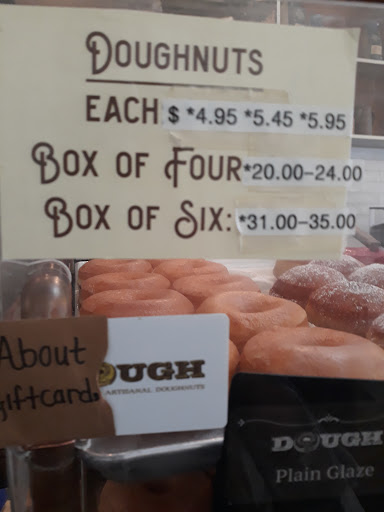 DOUGHNUTS
EACH $ *4.95 *5.45 *5.95
BOX OF FOUR *20.00-24.00
BOX OF SIX: *31.00-35.00
About
giftcards
OUGH
ARTISANAL DOUGHNUTS
DOUGH
Plain Glaze